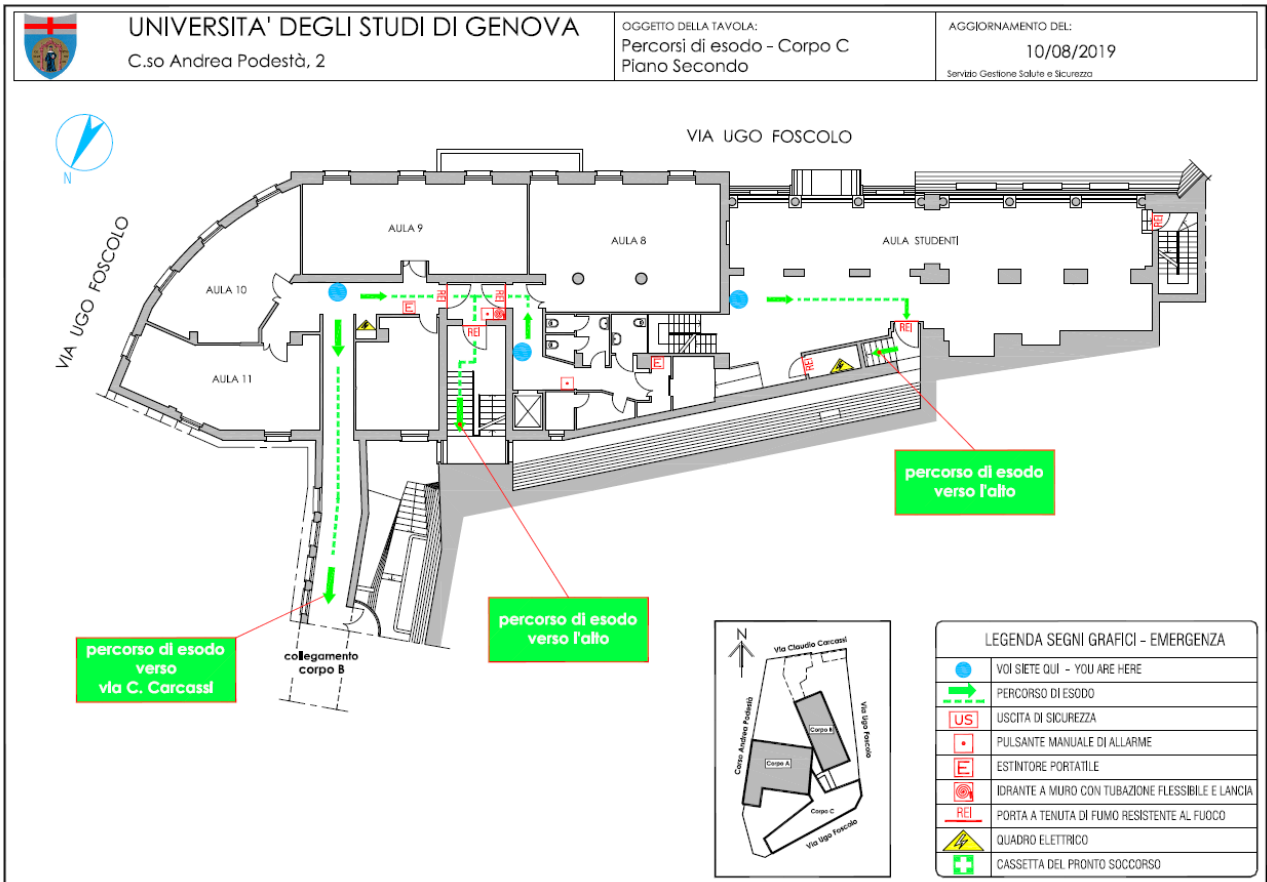 UNIVERSITA' DEGLI STUDI DI GENOVA
C.so Andrea Podestà, 2
OGGETTO DELLA TAVOLA:
Percorsi di esodo - Corpo C
Piano Secondo
AGGIORNAMENTO DEL:
10/08/2019
Servizio Gestione Salute e Sicurezza
N
VIA UGO FOSCOLO
VIA UGO FOSCOLO
AULA 9
AULA 8
AULA STUDENTI
AULA 10
AULA 11
REI
REI
REI
REI
REI
REI
E
E
percorso di esodo
verso l'alto
percorso di esodo
verso l'alto
percorso di esodo
verso
via C. Carcassi
collegamento
corpo B
N
Via Claudio Carcassi
Corso Andrea Podestà
Via Ugo Foscolo
Corpo B
Corpo A
Corpo C
Via Ugo Foscolo
LEGENDA SEGNI GRAFICI - EMERGENZA
VOI SIETE QUI - YOU ARE HERE
PERCORSO DI ESODO
US USCITA DI SICUREZZA
PULSANTE MANUALE DI ALLARME
E ESTINTORE PORTATILE
IDRANTE A MURO CON TUBAZIONE FLESSIBILE E LANCIA
REI PORTA A TENUTA DI FUMO RESISTENTE AL FUOCO
QUADRO ELETTRICO
CASSETTA DEL PRONTO SOCCORSO